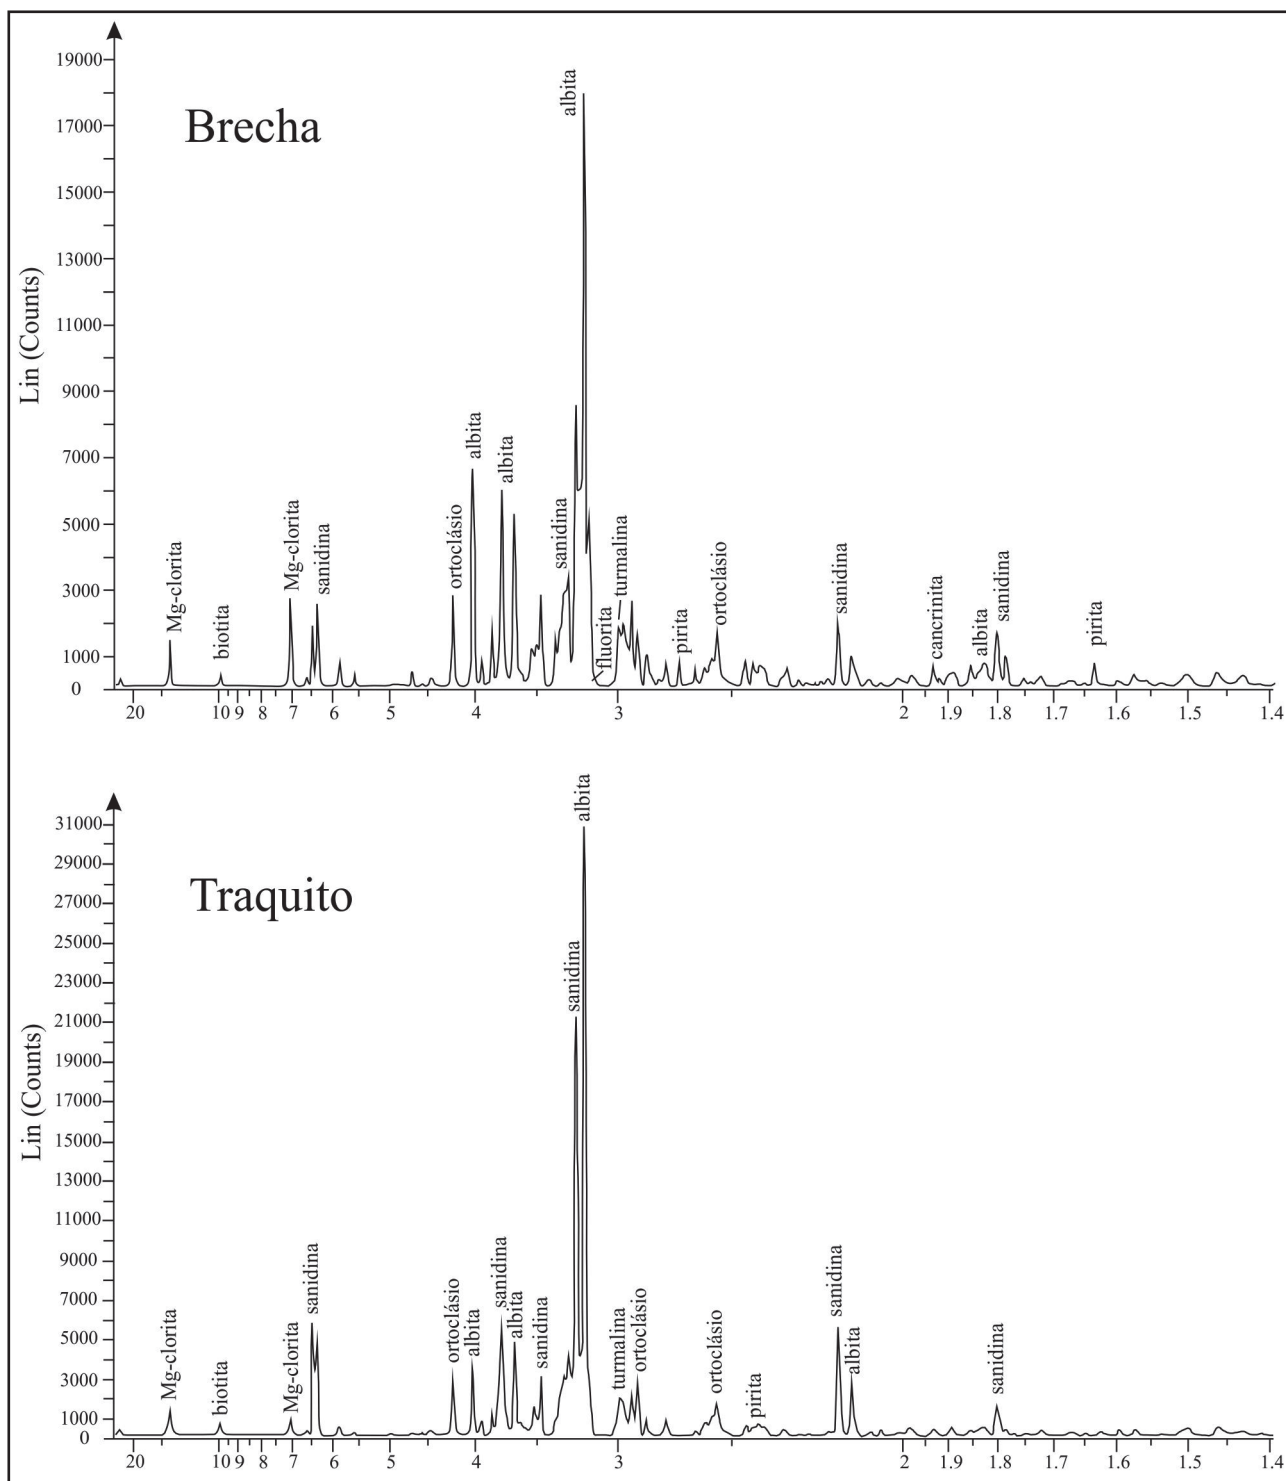 Brecha
Lin (Counts)
19000
17000
15000
13000
11000
9000
7000
5000
3000
1000
0
Mg-clorita
biotita
Mg-clorita
sanidina
ortoclásio
albita
albita
sanidina
albita
fluorita
turmalina
pirita
ortoclásio
sanidina
cancrinita
albita
sanidina
pirita
20 10 9 8 7 6 5 4 3 2 1.9 1.8 1.7 1.6 1.5 1.4
Traquito
Lin (Counts)
31000
29000
27000
25000
23000
21000
19000
17000
15000
13000
11000
9000
7000
5000
3000
1000
0
Mg-clorita
biotita
Mg-clorita
sanidina
ortoclásio
albita
sanidina
albita
sanidina
sanidina
albita
turmalina
ortoclásio
ortoclásio
pirita
sanidina
albita
sanidina
20 10 9 8 7 6 5 4 3 2 1.9 1.8 1.7 1.6 1.5 1.4